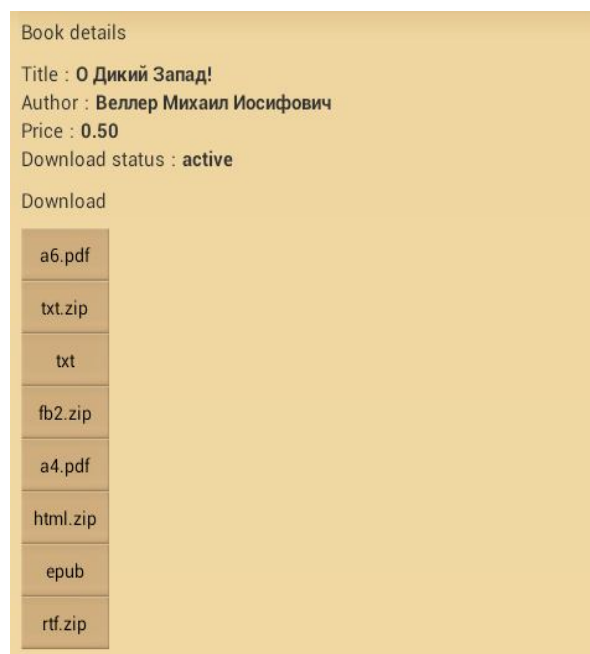 Book details
Title : О Дикий Запад!
Author : Веллер Михаил Иосифович
Price : 0.50
Download status : active
Download
a6.pdf
txt.zip
txt
fb2.zip
a4.pdf
html.zip
epub
rtf.zip